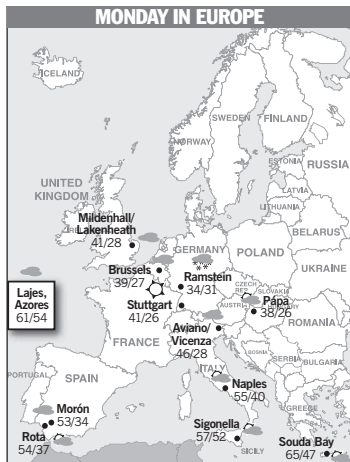 MONDAY IN EUROPE
ICELAND
SWEDEN
FINLAND
NORWAY
ESTONIA
RUSSIA
LATVIA
LITHUANIA
UNITED
KINGDOM
Mildenhall/
Lakenheath
41/28
BELARUS
GERMANY
POLAND
UKRAINE
Brussels
39/27
Ramstein
34/31
Stuttgart
41/26
Lajes,
Azores
61/54
CZECH
REP.
SLOVAKIA
AUSTRIA
Pápa
38/26
ROMANIA
Aviano/
Vicenza
46/28
FRANCE
BOSNIA
SERBIA
BULGARIA
ITALY
PORTUGAL
SPAIN
Naples
55/40
Morón
53/34
GREECE
Sigonella
57/52
Rota
54/37
SICILY
Souda Bay
65/47